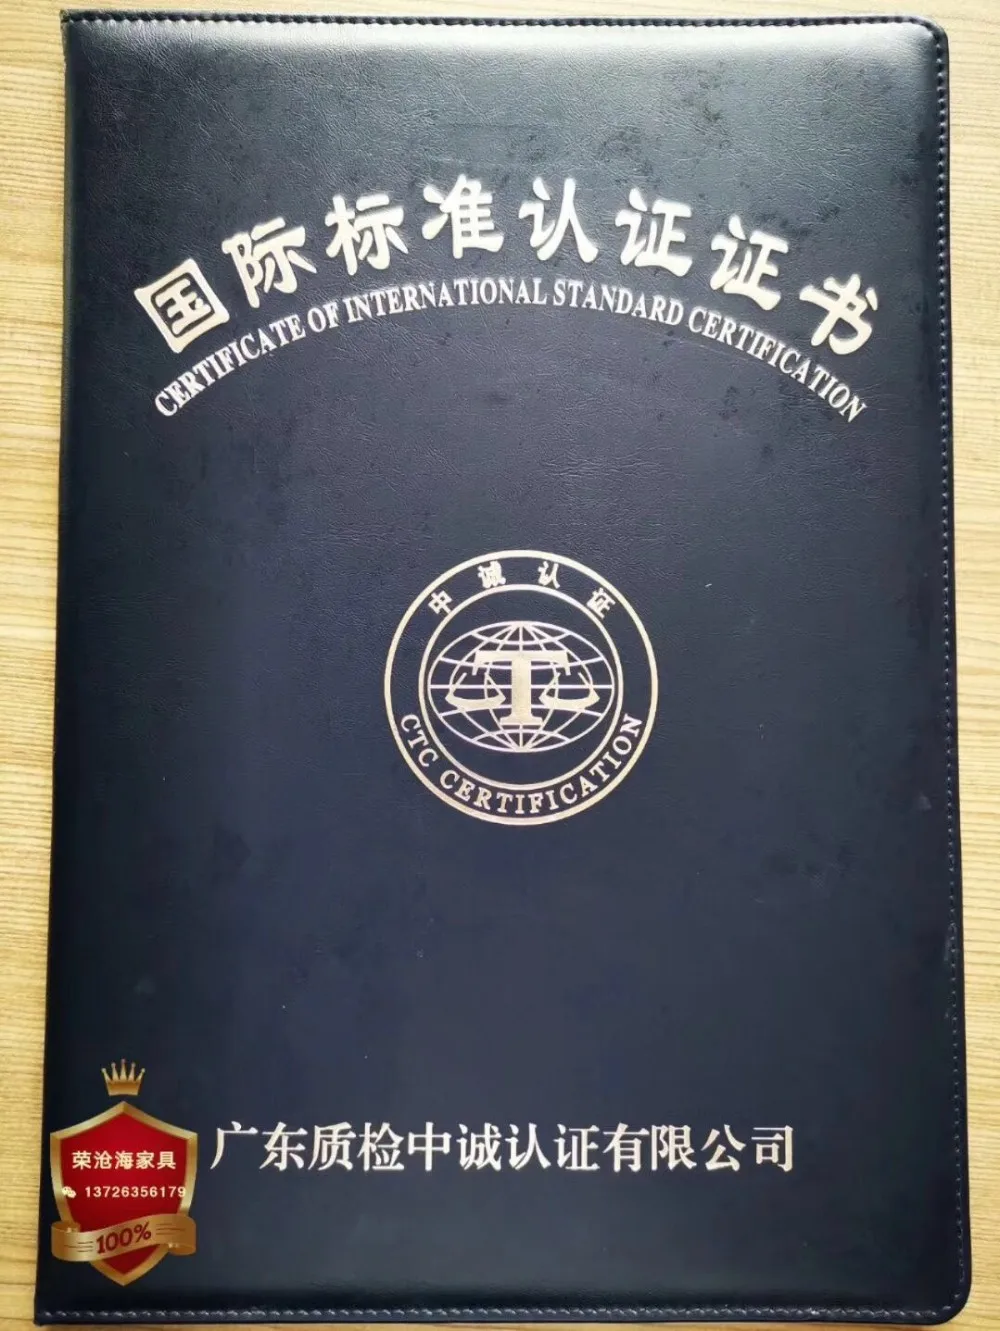 国际标准认证证书
CERTIFICATE OF INTERNATIONAL STANDARD CERTIFICATION
中诚认证
CTC CERTIFICATION
广东质检中诚认证有限公司
荣沧海家具
13726356179
100%